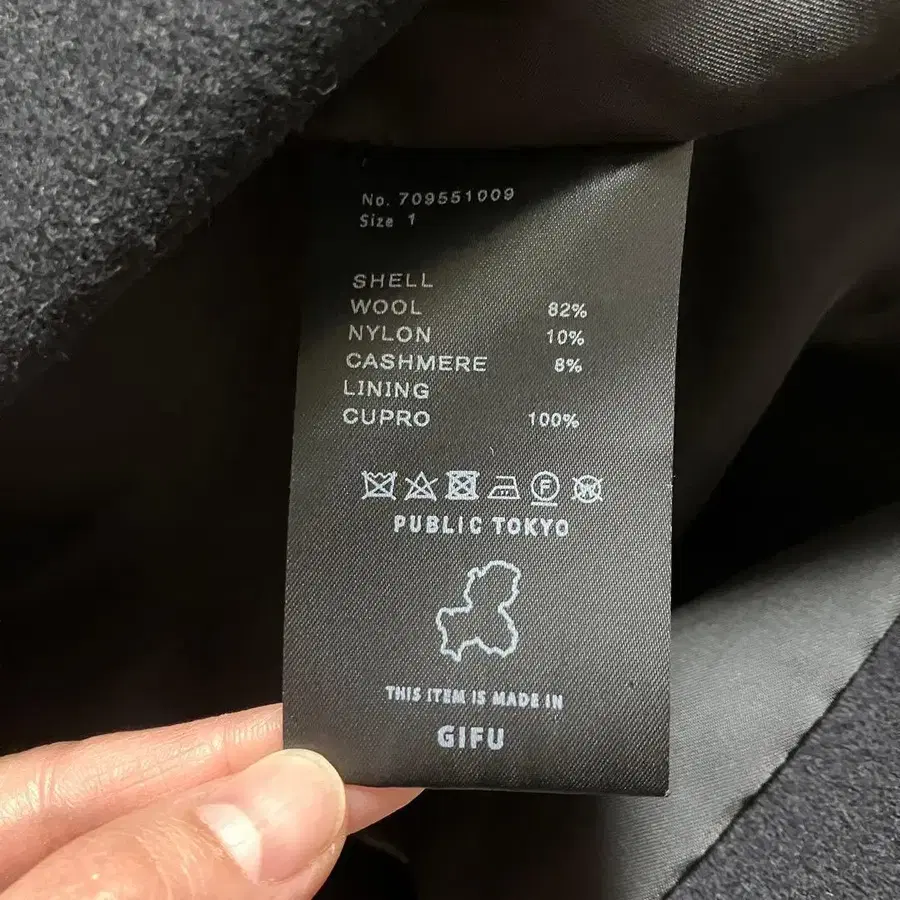 No. 709551009
Size 1
SHELL
WOOL 82%
NYLON 10%
CASHMERE 8%
LINING
CUPRO 100%
F W
PUBLIC TOKYO
THIS ITEM IS MADE IN
GIFU